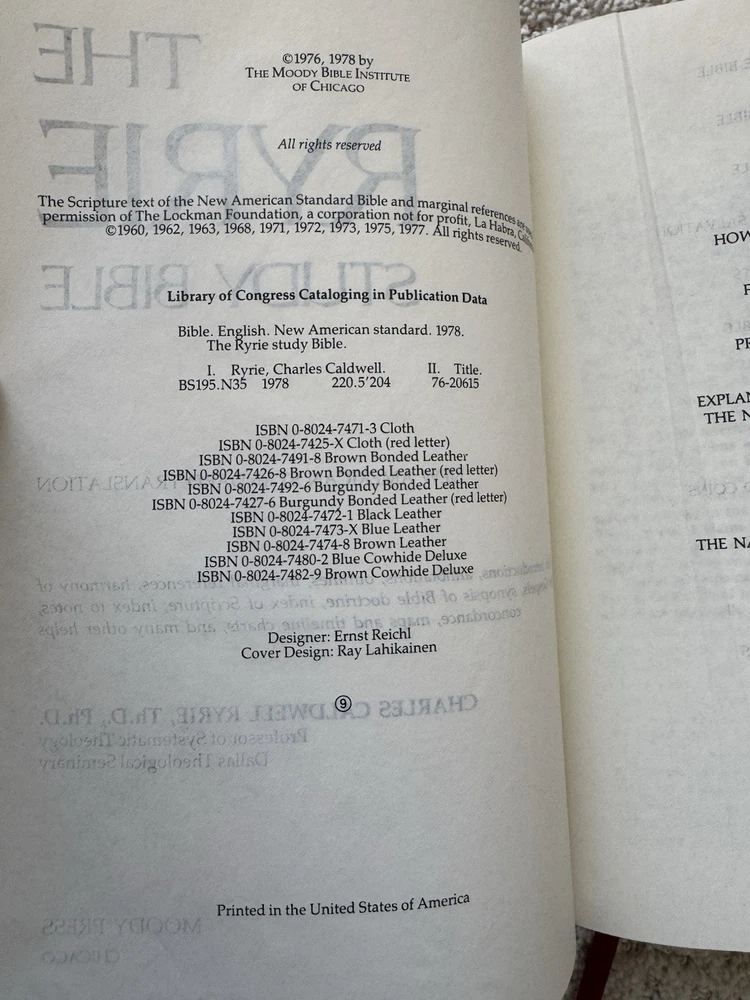 ©1976, 1978 by
THE MOODY BIBLE INSTITUTE
OF CHICAGO
All rights reserved
The Scripture text of the New American Standard Bible and marginal references are
permission of The Lockman Foundation, a corporation not for profit, La Habra,
©1960, 1962, 1963, 1968, 1971, 1972, 1973, 1975, 1977. All rights reserved.
Library of Congress Cataloging in Publication Data
Bible. English. New American standard. 1978.
The Ryrie study Bible.
I. Ryrie, Charles Caldwell. II. Title.
BS195.N35 1978 220.5'204 76-20615
ISBN 0-8024-7471-3 Cloth
ISBN 0-8024-7425-X Cloth (red letter)
ISBN 0-8024-7491-8 Brown Bonded Leather
ISBN 0-8024-7426-8 Brown Bonded Leather (red letter)
ISBN 0-8024-7492-6 Burgundy Bonded Leather
ISBN 0-8024-7427-6 Burgundy Bonded Leather (red letter)
ISBN 0-8024-7472-1 Black Leather
ISBN 0-8024-7473-X Blue Leather
ISBN 0-8024-7474-8 Brown Leather
ISBN 0-8024-7480-2 Blue Cowhide Deluxe
ISBN 0-8024-7482-9 Brown Cowhide Deluxe
Designer: Ernst Reichl
Cover Design: Ray Lahikainen
⑨
Printed in the United States of America
HOW
P
PE
EXPLAN
THE N
THE NA